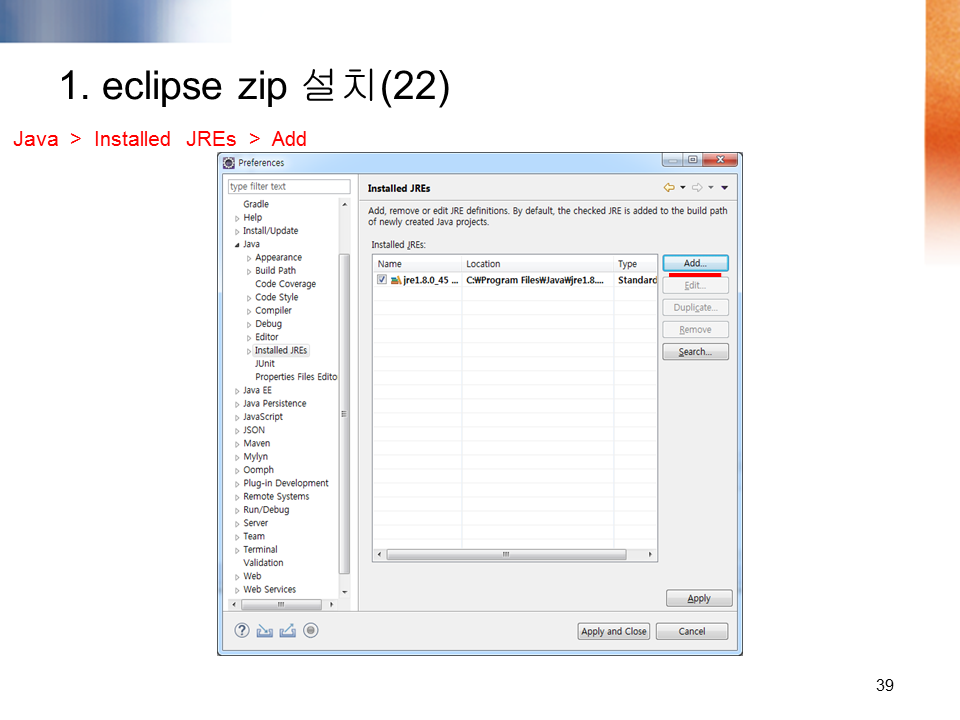 1. eclipse zip 설치(22)
Java > Installed JREs > Add
Preferences
type filter text
Gradle
Help
Install/Update
Java
Appearance
Build Path
Code Coverage
Code Style
Compiler
Debug
Editor
Installed JREs
JUnit
Properties Files Edito
Java EE
Java Persistence
JavaScript
JSON
Maven
Mylyn
Oomph
Plug-in Development
Remote Systems
Run/Debug
Server
Team
Terminal
Validation
Web
Web Services
Installed JREs
Add, remove or edit JRE definitions. By default, the checked JRE is added to the build path
of newly created Java projects.
Installed JREs:
Name Location Type
jre1.8.0_45 ... C:₩Program Files₩Java₩jre1.8.... Standard
Add...
Edit...
Duplicate...
Remove
Search...
Apply
Apply and Close Cancel
39